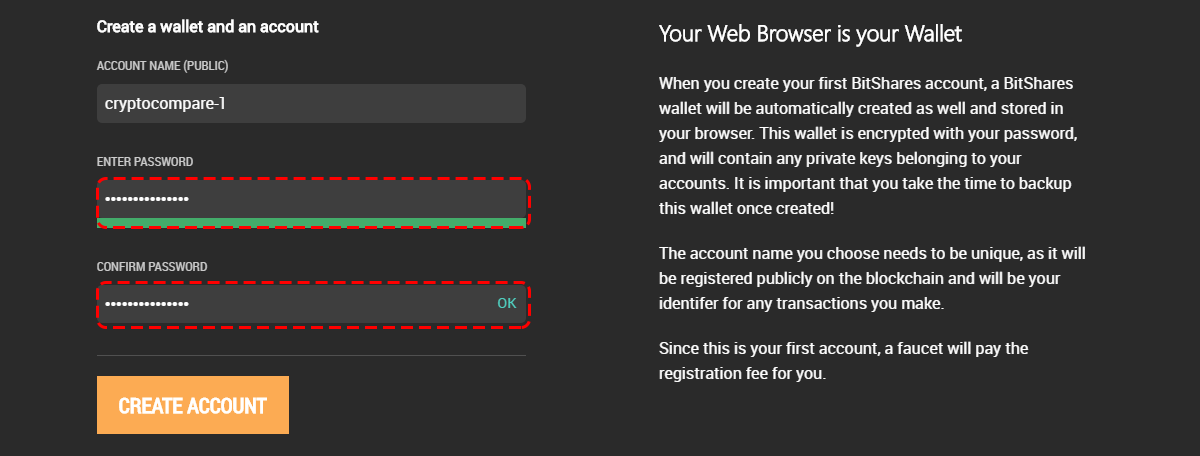 Create a wallet and an account
ACCOUNT NAME (PUBLIC)
cryptocompare-1
ENTER PASSWORD
•••••••••••••••
CONFIRM PASSWORD
•••••••••••••••
OK
CREATE ACCOUNT
Your Web Browser is your Wallet
When you create your first BitShares account, a BitShares
wallet will be automatically created as well and stored in
your browser. This wallet is encrypted with your password,
and will contain any private keys belonging to your
accounts. It is important that you take the time to backup
this wallet once created!
The account name you choose needs to be unique, as it will
be registered publicly on the blockchain and will be your
identifer for any transactions you make.
Since this is your first account, a faucet will pay the
registration fee for you.